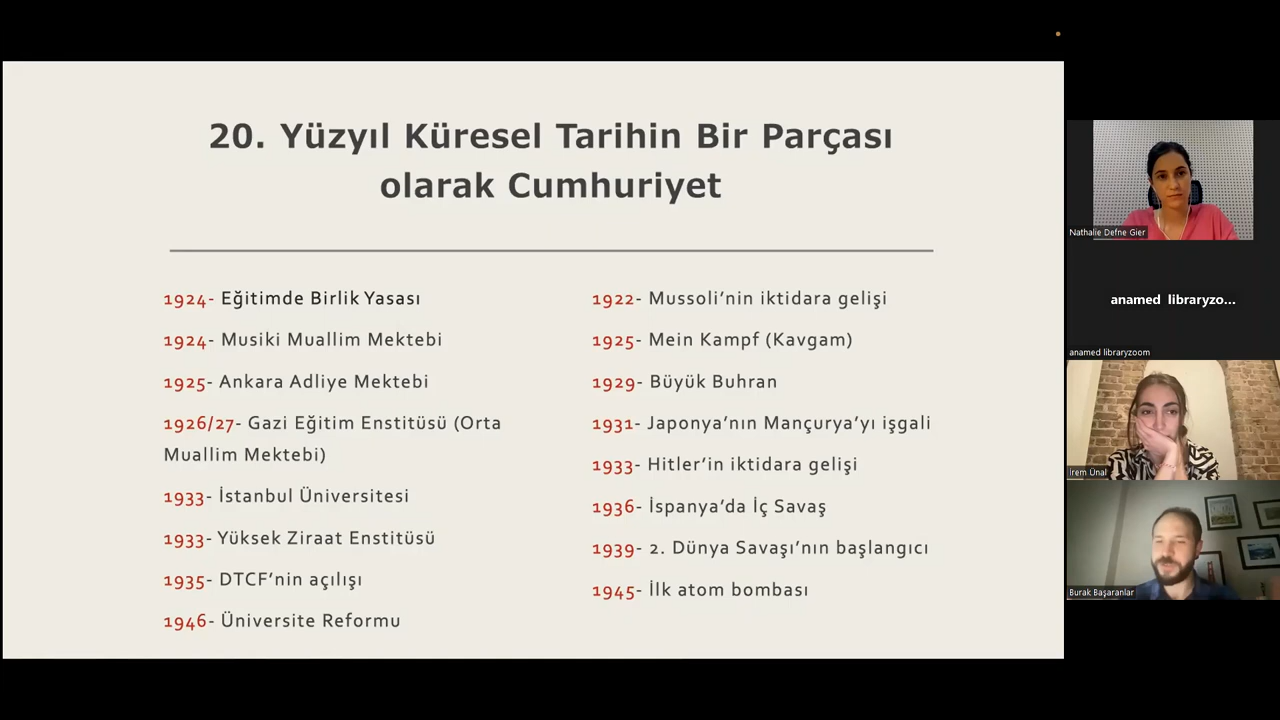 20. Yüzyıl Küresel Tarihin Bir Parçası
olarak Cumhuriyet
1924- Eğitimde Birlik Yasası
1924- Musiki Muallim Mektebi
1925- Ankara Adliye Mektebi
1926/27- Gazi Eğitim Enstitüsü (Orta
Muallim Mektebi)
1933- İstanbul Üniversitesi
1933- Yüksek Ziraat Enstitüsü
1935- DTCF’nin açılışı
1946- Üniversite Reformu
1922- Mussoli’nin iktidara gelişi
1925- Mein Kampf (Kavgam)
1929- Büyük Buhran
1931- Japonya’nın Mançurya’yı işgali
1933- Hitler’in iktidara gelişi
1936- İspanya’da İç Savaş
1939- 2. Dünya Savaşı’nın başlangıcı
1945- İlk atom bombası
Nathalie Defne Gier
anamed libraryzo...
anamed libraryzoom
Irem Ünal
Burak Başaranlar